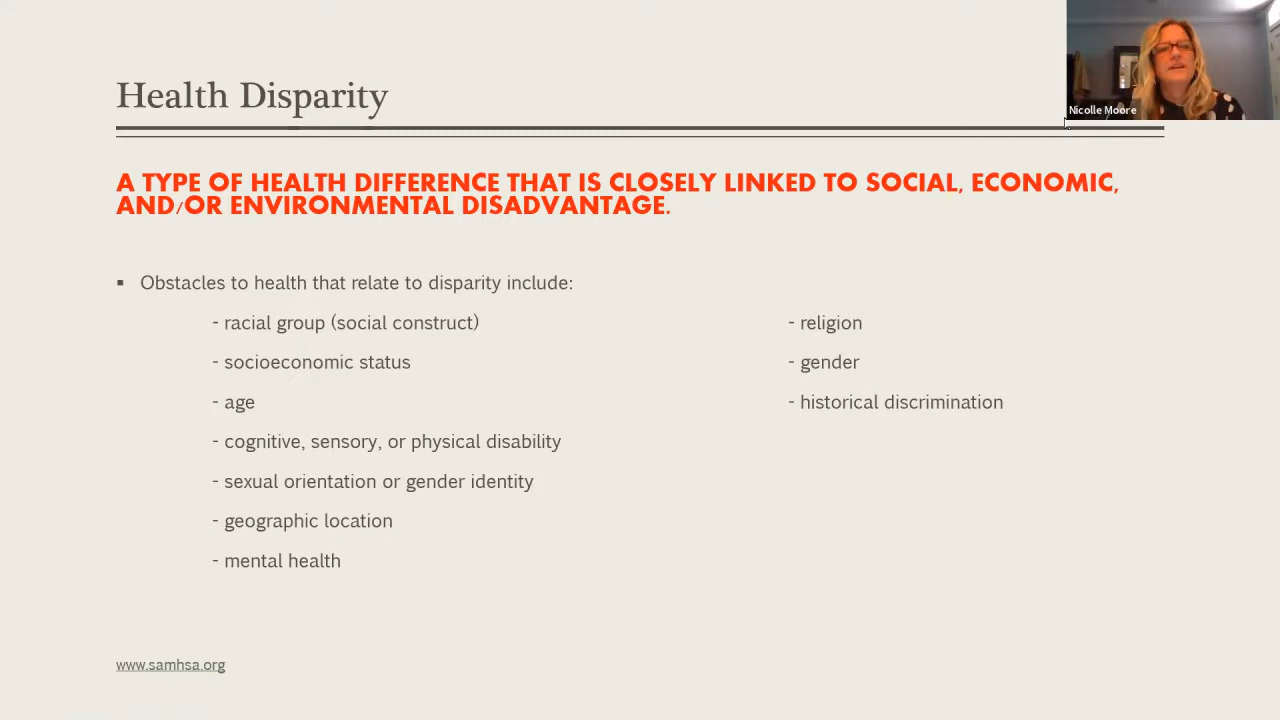 Health Disparity
Nicolle Moore
A TYPE OF HEALTH DIFFERENCE THAT IS CLOSELY LINKED TO SOCIAL, ECONOMIC,
AND/OR ENVIRONMENTAL DISADVANTAGE.
▪ Obstacles to health that relate to disparity include:
- racial group (social construct)
- socioeconomic status
- age
- cognitive, sensory, or physical disability
- sexual orientation or gender identity
- geographic location
- mental health
- religion
- gender
- historical discrimination
www.samhsa.org